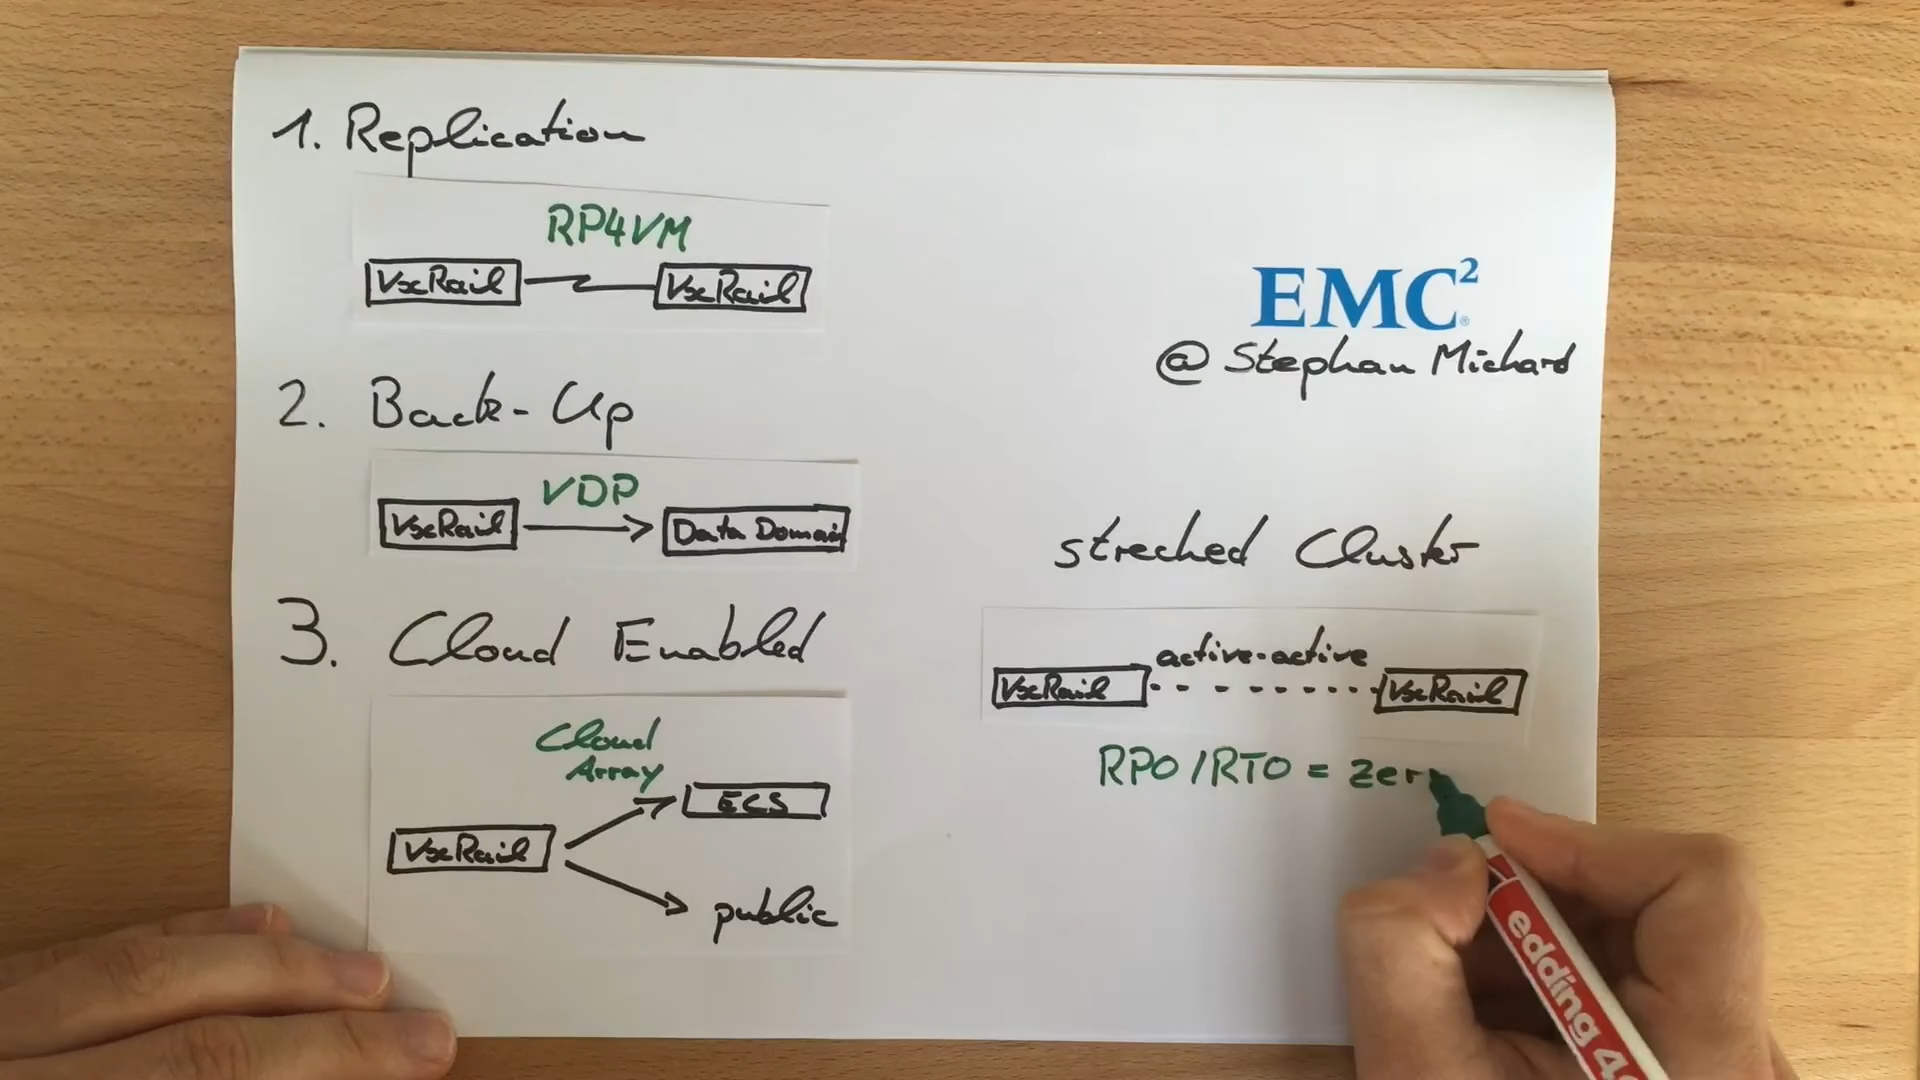 1. Replication
RP4VM
VxRail
VxRail
2. Back-Up
VDP
VxRail
Data Domain
3. Cloud Enabled
Cloud
Array
ECS
VxRail
public
EMC²
@ Stephan Michard
streched Cluster
active-active
VxRail
VxRail
RPO/RTO = zer
edding 4